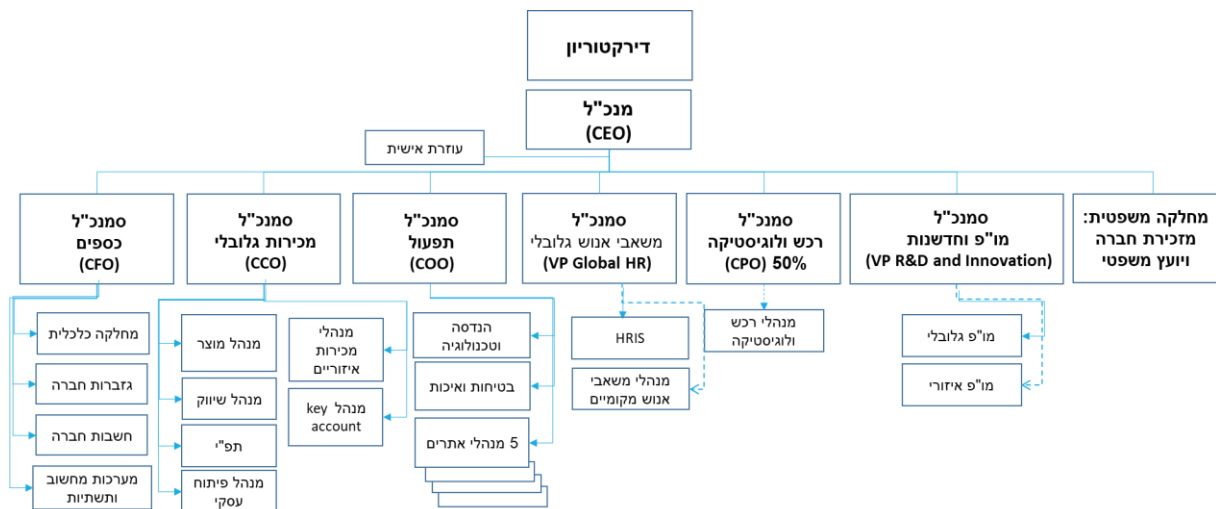 דירקטוריון
מנכ"ל
(CEO)
עוזרת אישית
מחלקה משפטית:
מזכירת חברה
ויועץ משפטי
סמנכ"ל
מו"פ וחדשנות
(VP R&D and Innovation)
סמנכ"ל
רכש ולוגיסטיקה
50% (CPO)
סמנכ"ל
משאבי אנוש גלובלי
(VP Global HR)
סמנכ"ל
תפעול
(COO)
סמנכ"ל
מכירות גלובלי
(CCO)
סמנכ"ל
כספים
(CFO)
מו"פ גלובלי
מו"פ איזורי
מנהלי רכש
ולוגיסטיקה
HRIS
מנהלי משאבי
אנוש מקומיים
הנדסה
וטכנולוגיה
בטיחות ואיכות
5 מנהלי אתרים
מנהלי
מכירות
איזוריים
מנהל key
account
מנהל מוצר
מנהל שיווק
תפ"י
מנהל פיתוח
עסקי
מחלקה כלכלית
גזברות חברה
חשבות חברה
מערכות מחשוב
ותשתיות